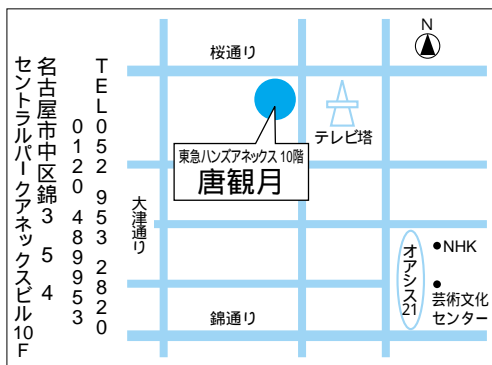 TEL052 953 2820
0120 489953
名古屋市中区錦3 5 4
セントラルパークアネックスビル10F
桜通り
N
テレビ塔
東急ハンズアネックス 10階
唐観月
大津通り
オアシス21
NHK
芸術文化
センター
錦通り